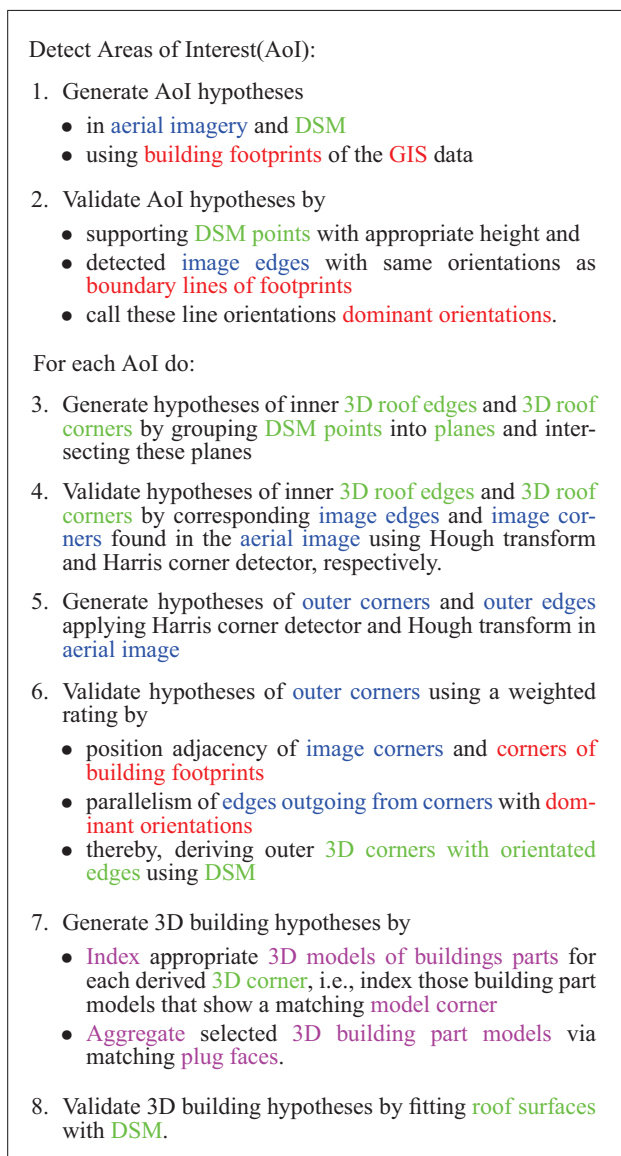 Detect Areas of Interest(AoI):
1. Generate AoI hypotheses
• in aerial imagery and DSM
• using building footprints of the GIS data
2. Validate AoI hypotheses by
• supporting DSM points with appropriate height and
• detected image edges with same orientations as
boundary lines of footprints
• call these line orientations dominant orientations.
For each AoI do:
3. Generate hypotheses of inner 3D roof edges and 3D roof
corners by grouping DSM points into planes and inter-
secting these planes
4. Validate hypotheses of inner 3D roof edges and 3D roof
corners by corresponding image edges and image cor-
ners found in the aerial image using Hough transform
and Harris corner detector, respectively.
5. Generate hypotheses of outer corners and outer edges
applying Harris corner detector and Hough transform in
aerial image
6. Validate hypotheses of outer corners using a weighted
rating by
• position adjacency of image corners and corners of
building footprints
• parallelism of edges outgoing from corners with dom-
inant orientations
• thereby, deriving outer 3D corners with orientated
edges using DSM
7. Generate 3D building hypotheses by
• Index appropriate 3D models of buildings parts for
each derived 3D corner, i.e., index those building part
models that show a matching model corner
• Aggregate selected 3D building part models via
matching plug faces.
8. Validate 3D building hypotheses by fitting roof surfaces
with DSM.